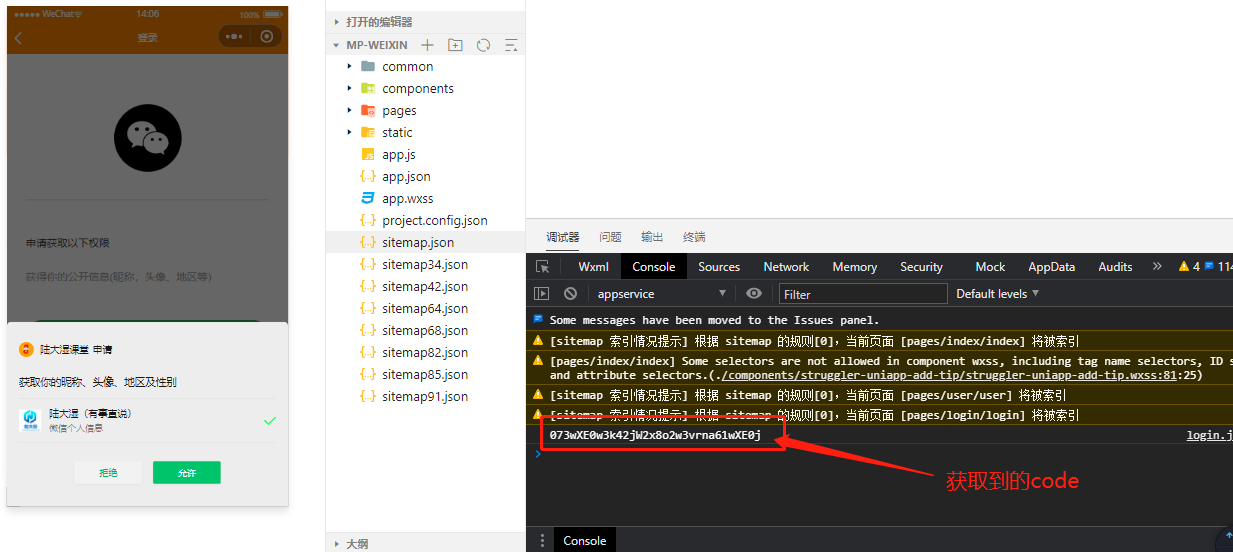 ●●●●● WeChat
14:06
100%
登录
申请获取以下权限
获得你的公开信息(昵称，头像、地区等)
陆大湿课堂 申请
获取你的昵称、头像、地区及性别
陆大湿（有事直说）
微信个人信息
拒绝
允许
打开的编辑器
MP-WEIXIN
common
components
pages
static
app.js
app.json
app.wxss
project.config.json
sitemap.json
sitemap34.json
sitemap42.json
sitemap64.json
sitemap68.json
sitemap82.json
sitemap85.json
sitemap91.json
大纲
调试器 问题 输出 终端
Wxml Console Sources Network Memory Security Mock AppData Audits » 4 114
appservice Filter Default levels
Some messages have been moved to the Issues panel.
[sitemap 索引情况提示] 根据 sitemap 的规则[0]，当前页面 [pages/index/index] 将被索引
[pages/index/index] Some selectors are not allowed in component wxss, including tag name selectors, ID s
and attribute selectors.(./components/struggler-uniapp-add-tip/struggler-uniapp-add-tip.wxss:81:25)
[sitemap 索引情况提示] 根据 sitemap 的规则[0]，当前页面 [pages/user/user] 将被索引
[sitemap 索引情况提示] 根据 sitemap 的规则[0]，当前页面 [pages/login/login] 将被索引
073wXE0w3k42jW2x8o2w3vrna61wXE0j
login.j
获取到的code
Console